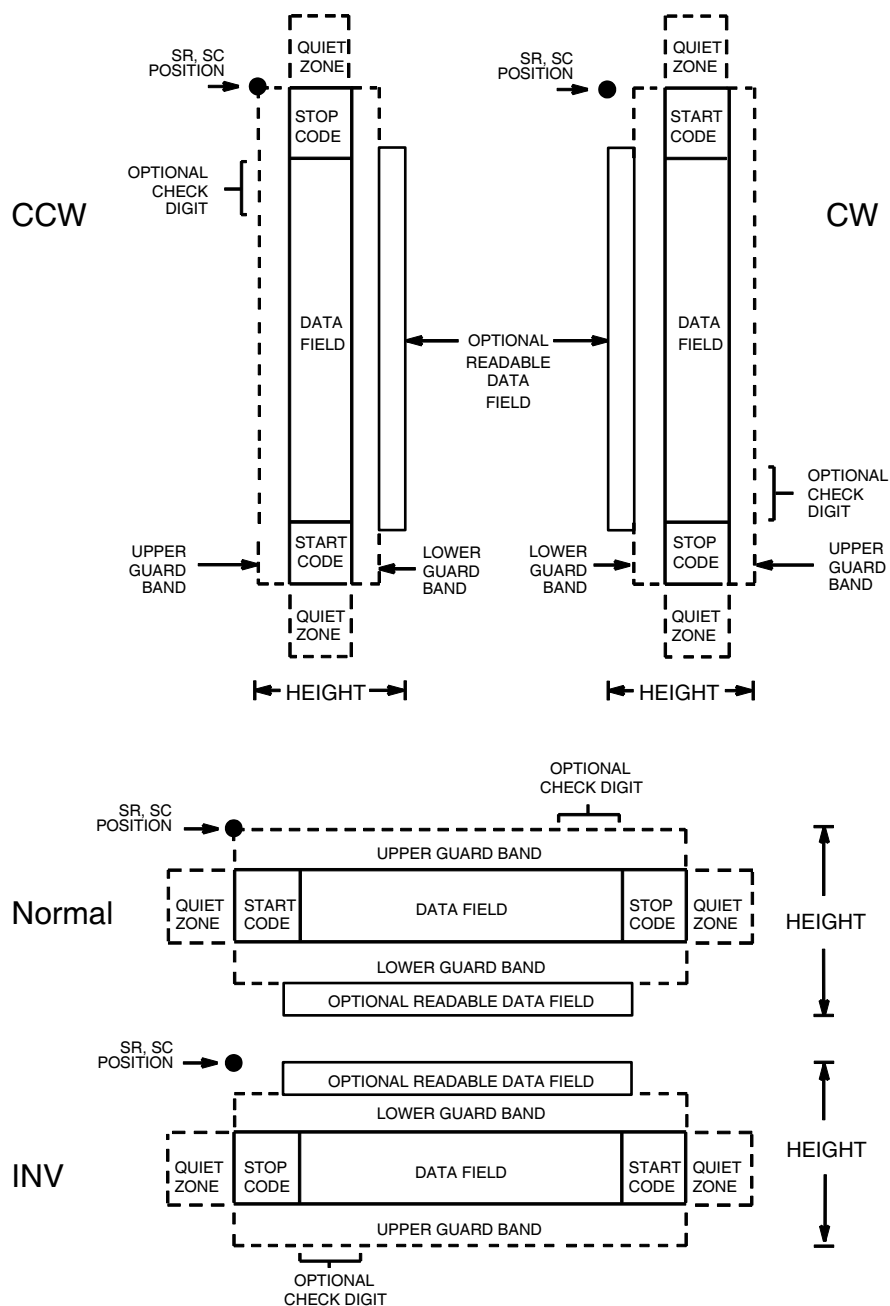 SR, SC
POSITION
QUIET
ZONE
STOP
CODE
OPTIONAL
CHECK
DIGIT
CCW
DATA
FIELD
UPPER
GUARD
BAND
START
CODE
LOWER
GUARD
BAND
QUIET
ZONE
HEIGHT
OPTIONAL
READABLE
DATA
FIELD
SR, SC
POSITION
QUIET
ZONE
START
CODE
CW
DATA
FIELD
OPTIONAL
CHECK
DIGIT
LOWER
GUARD
BAND
STOP
CODE
UPPER
GUARD
BAND
QUIET
ZONE
HEIGHT
OPTIONAL
CHECK DIGIT
SR, SC
POSITION
UPPER GUARD BAND
Normal
QUIET
ZONE
START
CODE
DATA FIELD
STOP
CODE
QUIET
ZONE
HEIGHT
LOWER GUARD BAND
OPTIONAL READABLE DATA FIELD
SR, SC
POSITION
OPTIONAL READABLE DATA FIELD
LOWER GUARD BAND
INV
QUIET
ZONE
STOP
CODE
DATA FIELD
START
CODE
QUIET
ZONE
HEIGHT
UPPER GUARD BAND
OPTIONAL
CHECK DIGIT